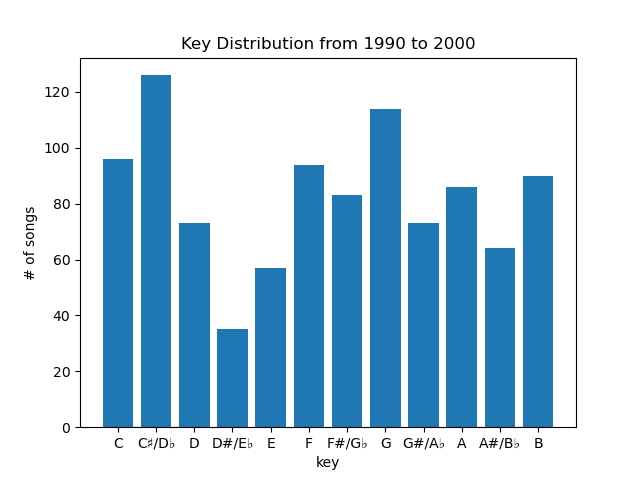 Key Distribution from 1990 to 2000
# of songs
120
100
80
60
40
20
0
C C♯/D♭ D D#/E♭ E F F#/G♭ G G#/A♭ A A#/B♭ B
key